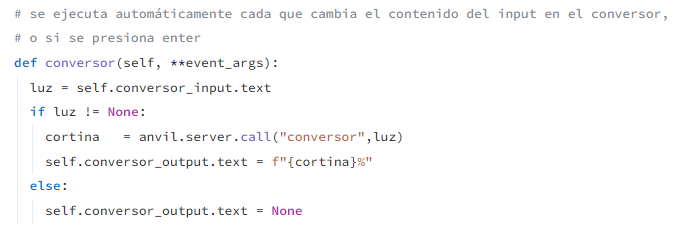 # se ejecuta automáticamente cada que cambia el contenido del input en el conversor,
# o si se presiona enter
def conversor(self, **event_args):
  luz = self.conversor_input.text
  if luz != None:
    cortina   = anvil.server.call("conversor",luz)
    self.conversor_output.text = f"{cortina}%"
  else:
    self.conversor_output.text = None